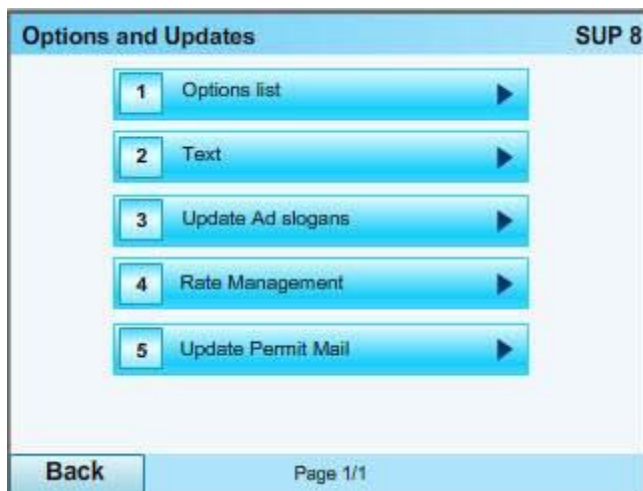 Options and Updates SUP 8
1 Options list
2 Text
3 Update Ad slogans
4 Rate Management
5 Update Permit Mail
Back Page 1/1